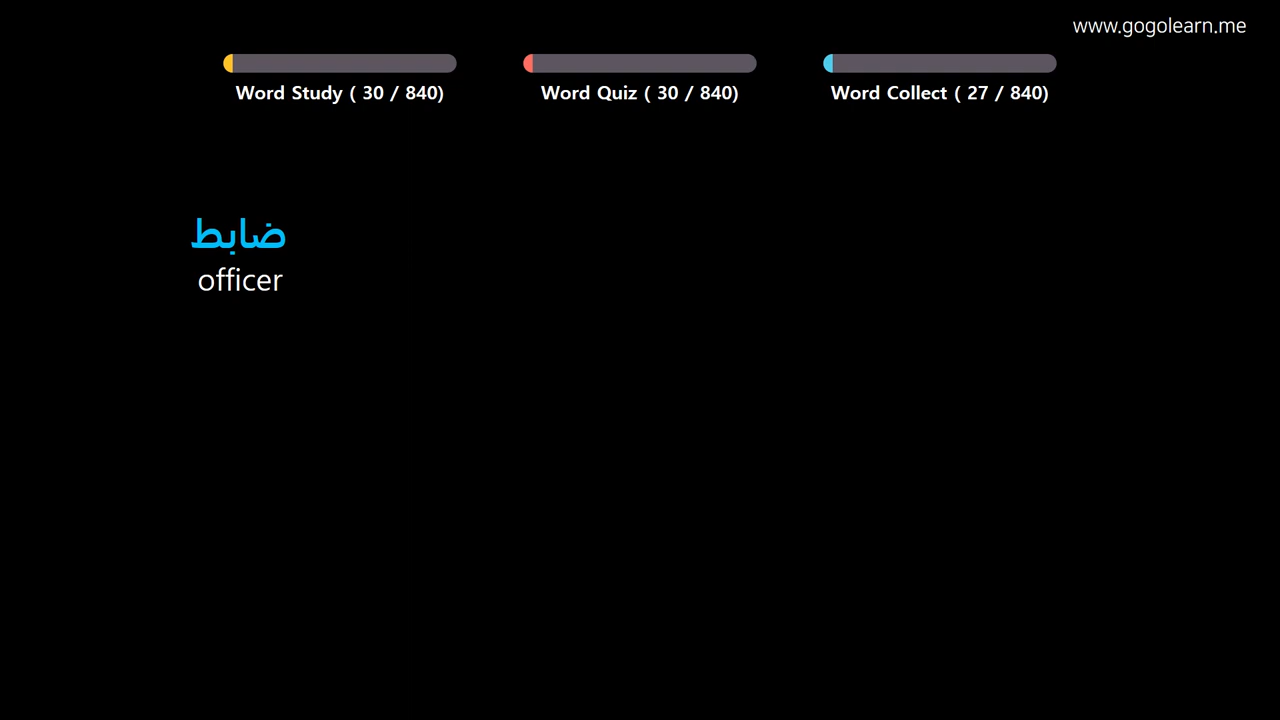 www.gogolearn.me
Word Study ( 30 / 840)
Word Quiz ( 30 / 840)
Word Collect ( 27 / 840)
ضابط
officer